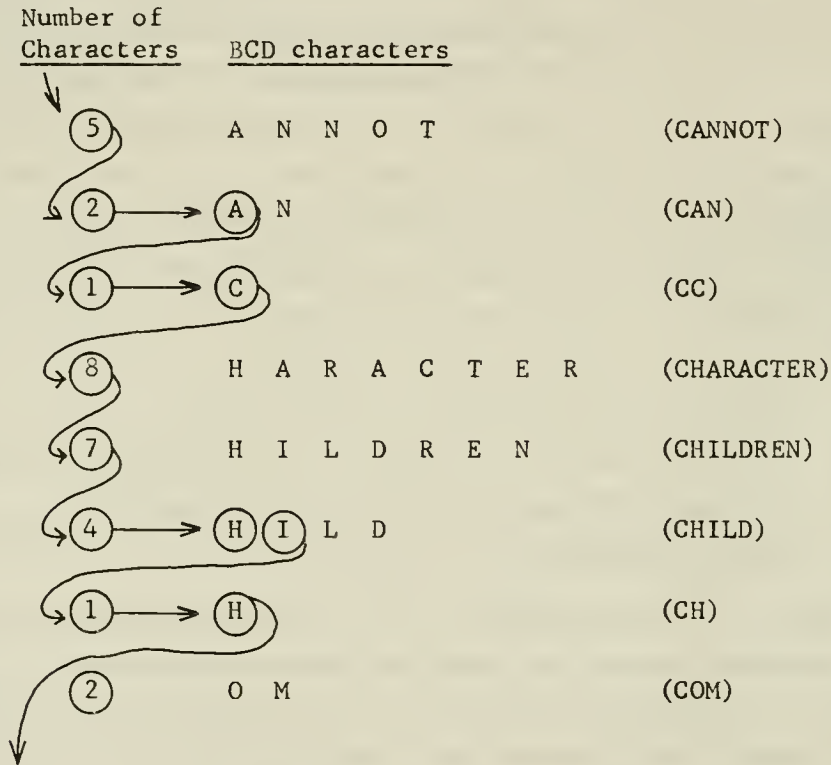 Number of
Characters BCD characters
5 A N N O T (CANNOT)
2 A N (CAN)
1 C (CC)
8 H A R A C T E R (CHARACTER)
7 H I L D R E N (CHILDREN)
4 H I L D (CHILD)
1 H (CH)
2 O M (COM)